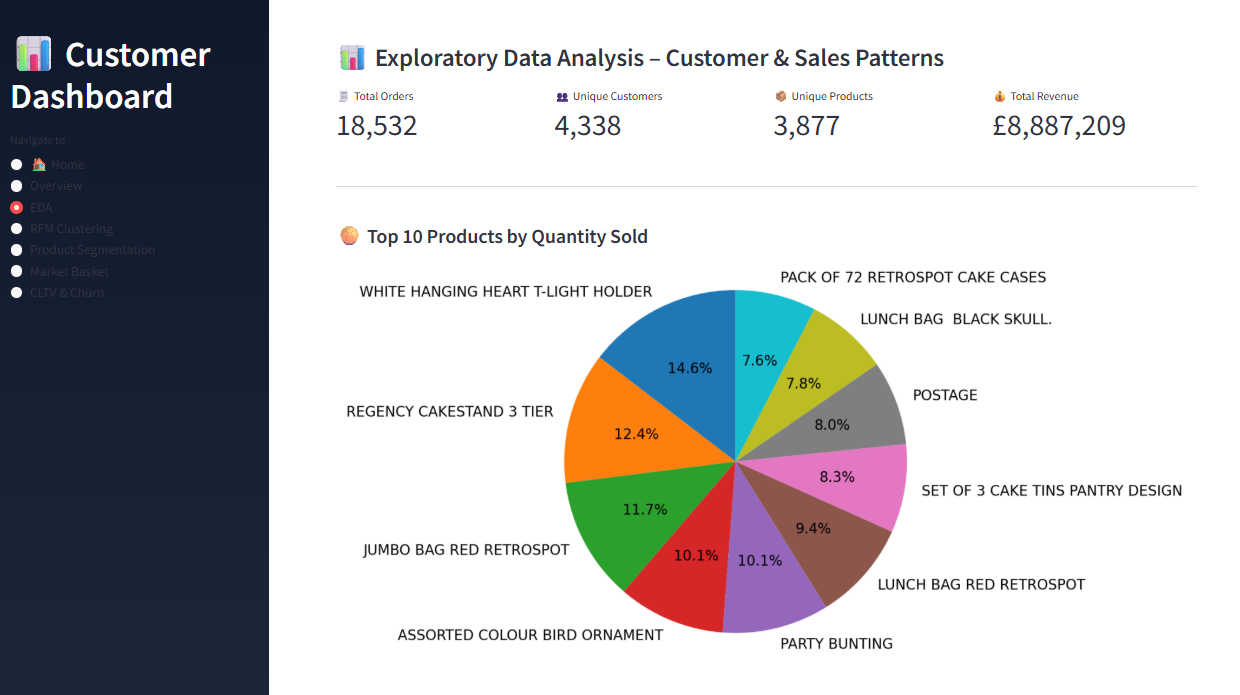 Customer
Dashboard
Navigate to
Home
Overview
EDA
RFM Clustering
Product Segmentation
Market Basket
CLTV & Churn
Exploratory Data Analysis – Customer & Sales Patterns
Total Orders
18,532
Unique Customers
4,338
Unique Products
3,877
Total Revenue
£8,887,209
Top 10 Products by Quantity Sold
PACK OF 72 RETROSPOT CAKE CASES
WHITE HANGING HEART T-LIGHT HOLDER
LUNCH BAG  BLACK SKULL.
7.6%
14.6%
7.8%
POSTAGE
REGENCY CAKESTAND 3 TIER
8.0%
12.4%
8.3%
SET OF 3 CAKE TINS PANTRY DESIGN
11.7%
9.4%
JUMBO BAG RED RETROSPOT
10.1%
10.1%
LUNCH BAG RED RETROSPOT
ASSORTED COLOUR BIRD ORNAMENT
PARTY BUNTING